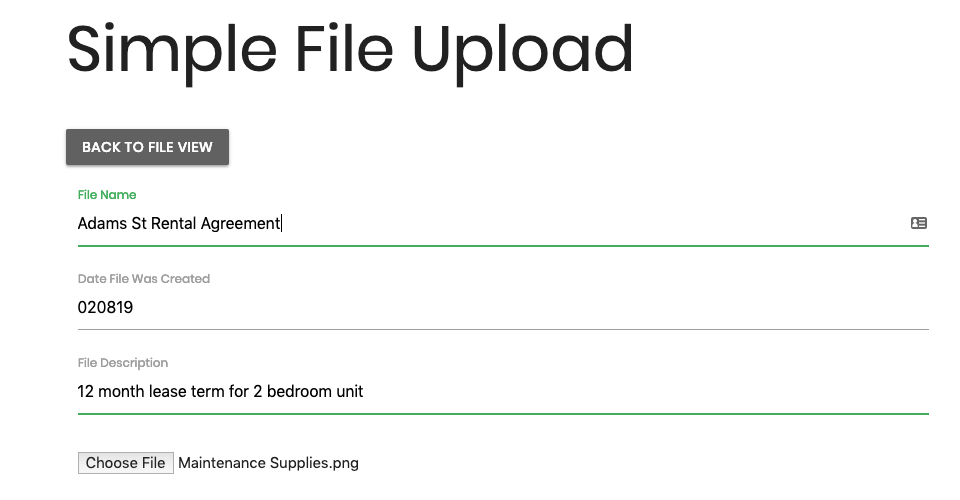 Simple File Upload
BACK TO FILE VIEW
File Name
Adams St Rental Agreement
Date File Was Created
020819
File Description
12 month lease term for 2 bedroom unit
Choose File Maintenance Supplies.png